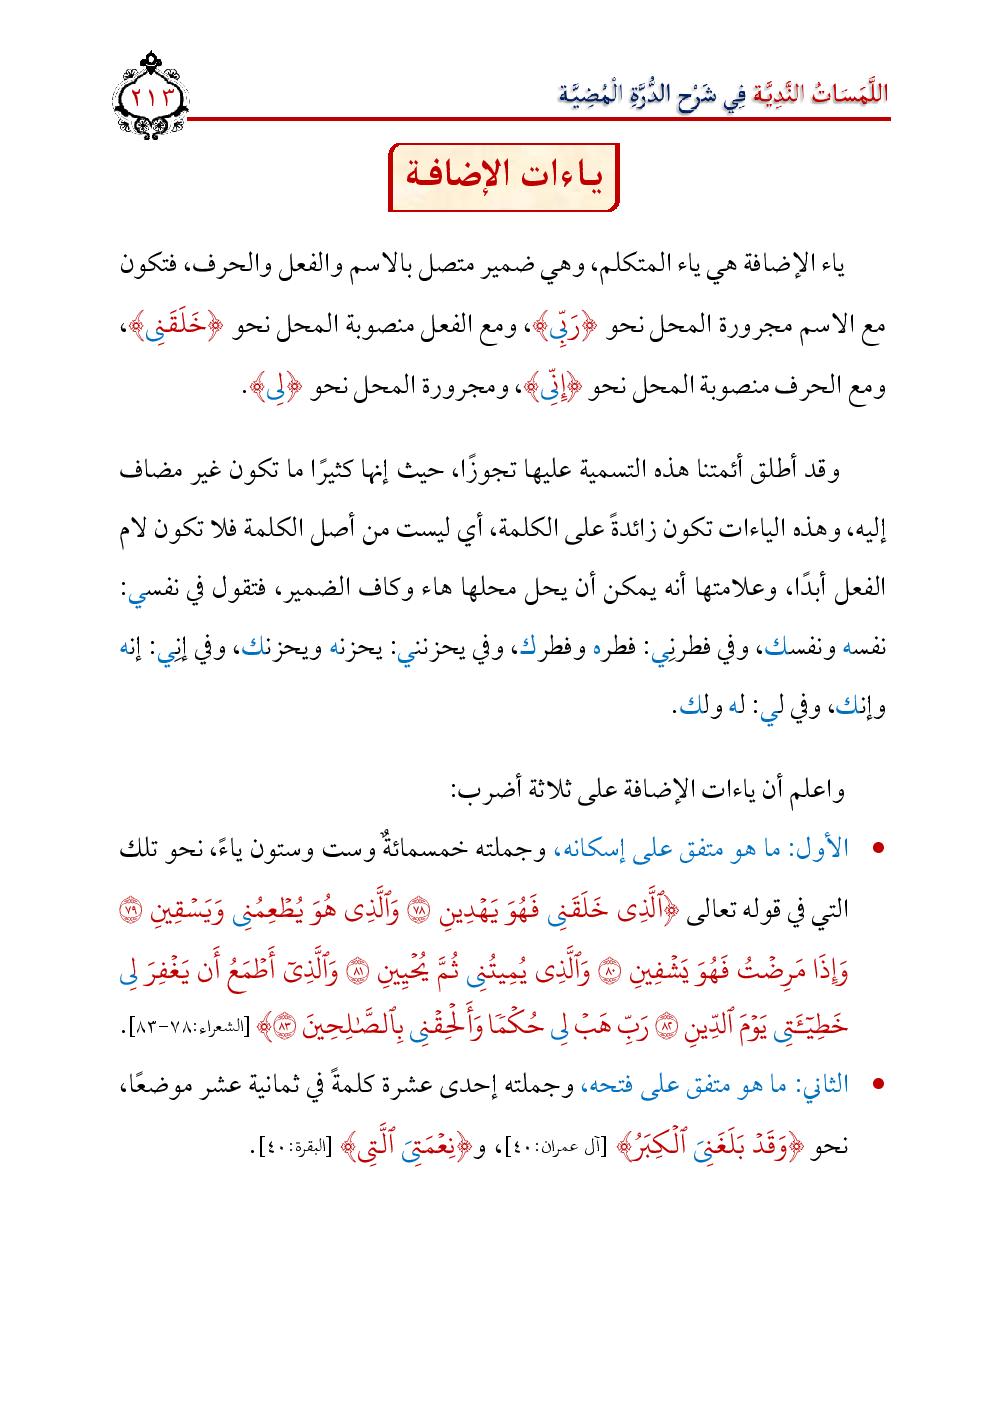 اللَّمَسَاتُ النَّدِيَّة فِي شَرْحِ الدُّرَّةِ الْمُضِيَّة
٢١٣
ياءات الإضافة
ياء الإضافة هي ياء المتكلم، وهي ضمير متصل بالاسم والفعل والحرف، فتكون
مع الاسم مجرورة المحل نحو ﴿رَبِّى﴾، ومع الفعل منصوبة المحل نحو ﴿خَلَقَنِى﴾،
ومع الحرف منصوبة المحل نحو ﴿إِنِّى﴾، ومجرورة المحل نحو ﴿لِى﴾.
وقد أطلق أئمتنا هذه التسمية عليها تجوزًا، حيث إنها كثيرًا ما تكون غير مضاف
إليه، وهذه الياءات تكون زائدةً على الكلمة، أي ليست من أصل الكلمة فلا تكون لام
الفعل أبدًا، وعلامتها أنه يمكن أن يحل محلها هاء وكاف الضمير، فتقول في نفسي:
نفسه ونفسك، وفي فطرنِي: فطره وفطرك، وفي يحزنني: يحزنه ويحزنك، وفي إنِي: إنه
وإنك، وفي لي: له ولك.
واعلم أن ياءات الإضافة على ثلاثة أضرب:
• الأول: ما هو متفق على إسكانه، وجملته خمسمائةٌ وست وستون ياءً، نحو تلك
التي في قوله تعالى ﴿ٱلَّذِى خَلَقَنِى فَهُوَ يَهْدِينِ ٧٨ وَٱلَّذِى هُوَ يُطْعِمُنِى وَيَسْقِينِ ٧٩
وَإِذَا مَرِضْتُ فَهُوَ يَشْفِينِ ٨٠ وَٱلَّذِى يُمِيتُنِى ثُمَّ يُحْيِينِ ٨١ وَٱلَّذِىٓ أَطْمَعُ أَن يَغْفِرَ لِى
خَطِيٓـَٔتِى يَوْمَ ٱلدِّينِ ٨٢ رَبِّ هَبْ لِى حُكْمًا وَأَلْحِقْنِى بِٱلصَّٰلِحِينَ ٨٣﴾ [الشعراء:٧٨-٨٣].
• الثاني: ما هو متفق على فتحه، وجملته إحدى عشرة كلمةً في ثمانية عشر موضعًا،
نحو ﴿وَقَدْ بَلَغَنِىَ ٱلْكِبَرُ﴾ [آل عمران:٤٠]، و﴿نِعْمَتِىَ ٱلَّتِى﴾ [البقرة:٤٠].